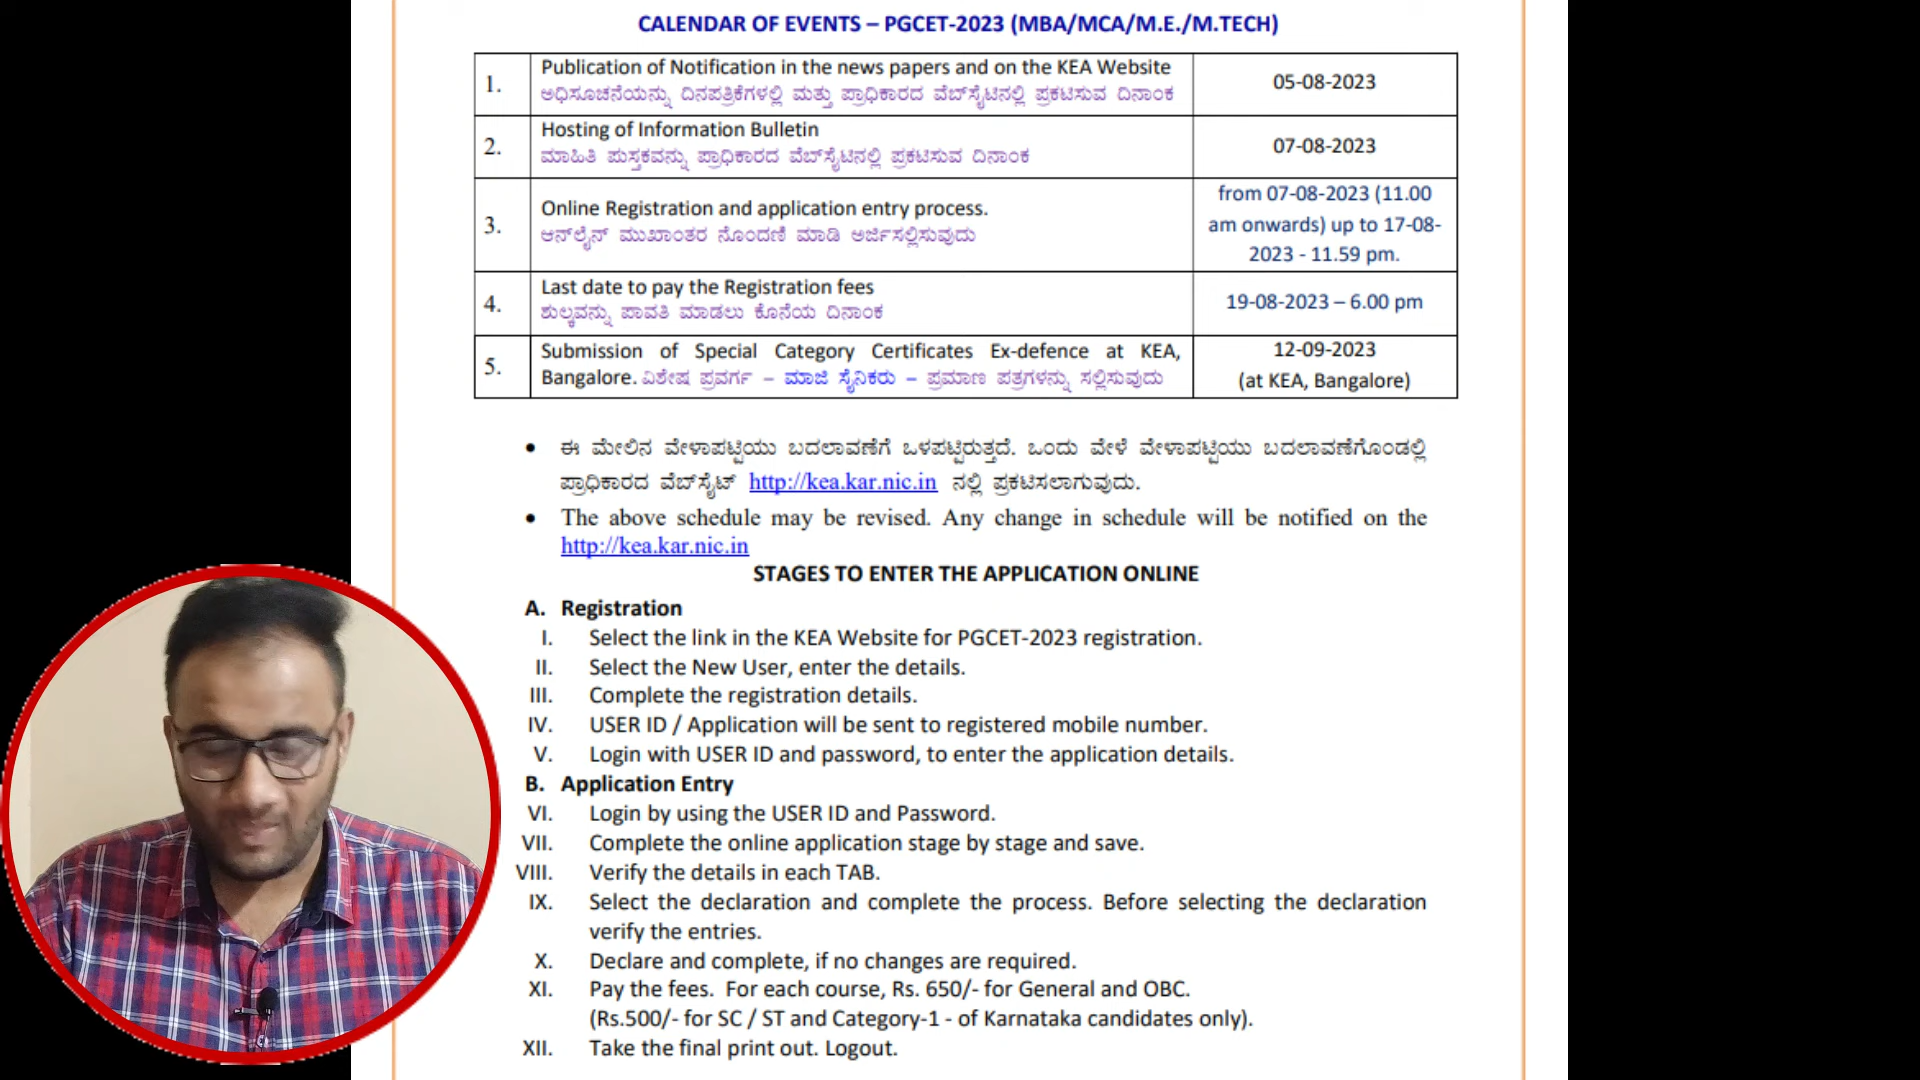 CALENDAR OF EVENTS – PGCET-2023 (MBA/MCA/M.E./M.TECH)
1.
Publication of Notification in the news papers and on the KEA Website
ಅಧಿಸೂಚನೆಯನ್ನು ದಿನಪತ್ರಿಕೆಗಳಲ್ಲಿ ಮತ್ತು ಪ್ರಾಧಿಕಾರದ ವೆಬ್‌ಸೈಟಿನಲ್ಲಿ ಪ್ರಕಟಿಸುವ ದಿನಾಂಕ
05-08-2023
2.
Hosting of Information Bulletin
ಮಾಹಿತಿ ಪುಸ್ತಕವನ್ನು ಪ್ರಾಧಿಕಾರದ ವೆಬ್‌ಸೈಟಿನಲ್ಲಿ ಪ್ರಕಟಿಸುವ ದಿನಾಂಕ
07-08-2023
3.
Online Registration and application entry process.
ಆನ್‌ಲೈನ್ ಮುಖಾಂತರ ನೊಂದಣಿ ಮಾಡಿ ಅರ್ಜಿಸಲ್ಲಿಸುವುದು
from 07-08-2023 (11.00
am onwards) up to 17-08-
2023 - 11.59 pm.
4.
Last date to pay the Registration fees
ಶುಲ್ಕವನ್ನು ಪಾವತಿ ಮಾಡಲು ಕೊನೆಯ ದಿನಾಂಕ
19-08-2023 – 6.00 pm
5.
Submission of Special Category Certificates Ex-defence at KEA,
Bangalore. ವಿಶೇಷ ಪ್ರವರ್ಗ – ಮಾಜಿ ಸೈನಿಕರು – ಪ್ರಮಾಣ ಪತ್ರಗಳನ್ನು ಸಲ್ಲಿಸುವುದು
12-09-2023
(at KEA, Bangalore)
• ಈ ಮೇಲಿನ ವೇಳಾಪಟ್ಟಿಯು ಬದಲಾವಣೆಗೆ ಒಳಪಟ್ಟಿರುತ್ತದೆ. ಒಂದು ವೇಳೆ ವೇಳಾಪಟ್ಟಿಯು ಬದಲಾವಣೆಗೊಂಡಲ್ಲಿ
ಪ್ರಾಧಿಕಾರದ ವೆಬ್‌ಸೈಟ್ http://kea.kar.nic.in ನಲ್ಲಿ ಪ್ರಕಟಿಸಲಾಗುವುದು.
• The above schedule may be revised. Any change in schedule will be notified on the
http://kea.kar.nic.in
STAGES TO ENTER THE APPLICATION ONLINE
A. Registration
I. Select the link in the KEA Website for PGCET-2023 registration.
II. Select the New User, enter the details.
III. Complete the registration details.
IV. USER ID / Application will be sent to registered mobile number.
V. Login with USER ID and password, to enter the application details.
B. Application Entry
VI. Login by using the USER ID and Password.
VII. Complete the online application stage by stage and save.
VIII. Verify the details in each TAB.
IX. Select the declaration and complete the process. Before selecting the declaration
verify the entries.
X. Declare and complete, if no changes are required.
XI. Pay the fees. For each course, Rs. 650/- for General and OBC.
(Rs.500/- for SC / ST and Category-1 - of Karnataka candidates only).
XII. Take the final print out. Logout.